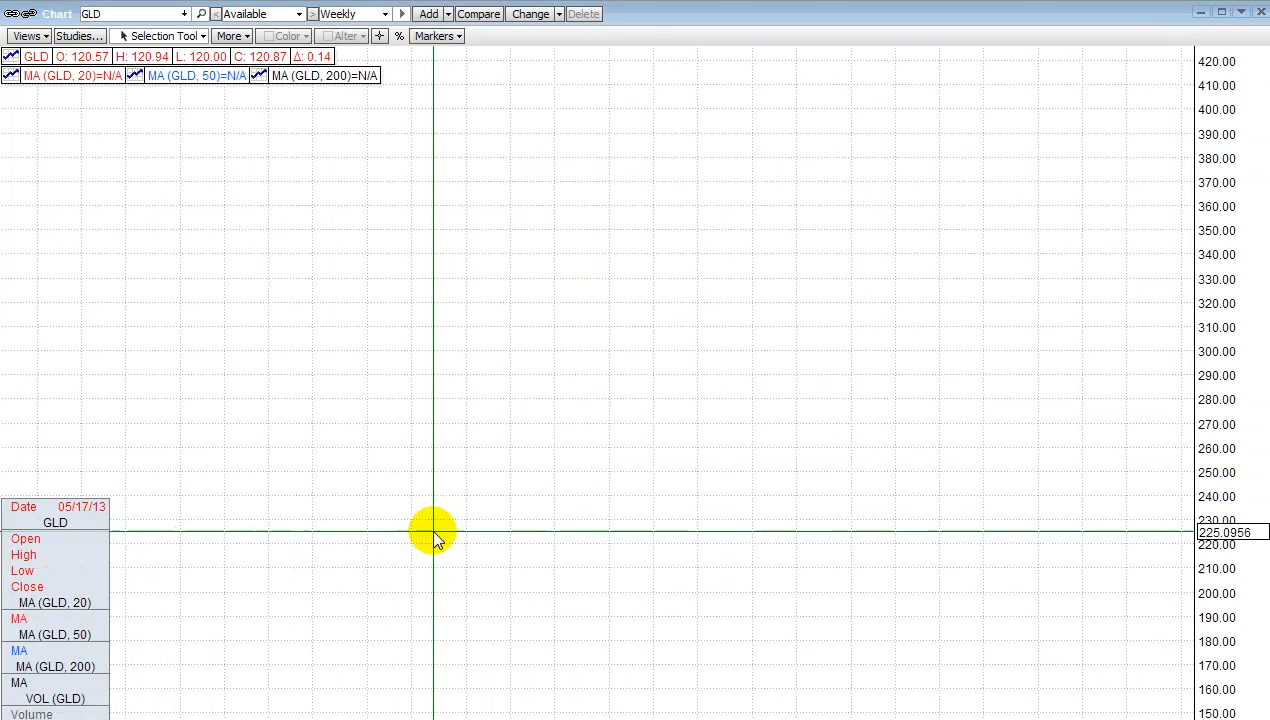 Chart GLD < Available > Weekly Add Compare Change Delete
Views Studies... Selection Tool More Color Alter % Markers
GLD O: 120.57 H: 120.94 L: 120.00 C: 120.87 Δ: 0.14
MA (GLD, 20)=N/A MA (GLD, 50)=N/A MA (GLD, 200)=N/A
420.00
410.00
400.00
390.00
380.00
370.00
360.00
350.00
340.00
330.00
320.00
310.00
300.00
290.00
280.00
270.00
260.00
250.00
240.00
230.00
225.0956
220.00
210.00
200.00
190.00
180.00
170.00
160.00
150.00
Date 05/17/13
GLD
Open
High
Low
Close
MA (GLD, 20)
MA
MA (GLD, 50)
MA
MA (GLD, 200)
MA
VOL (GLD)
Volume